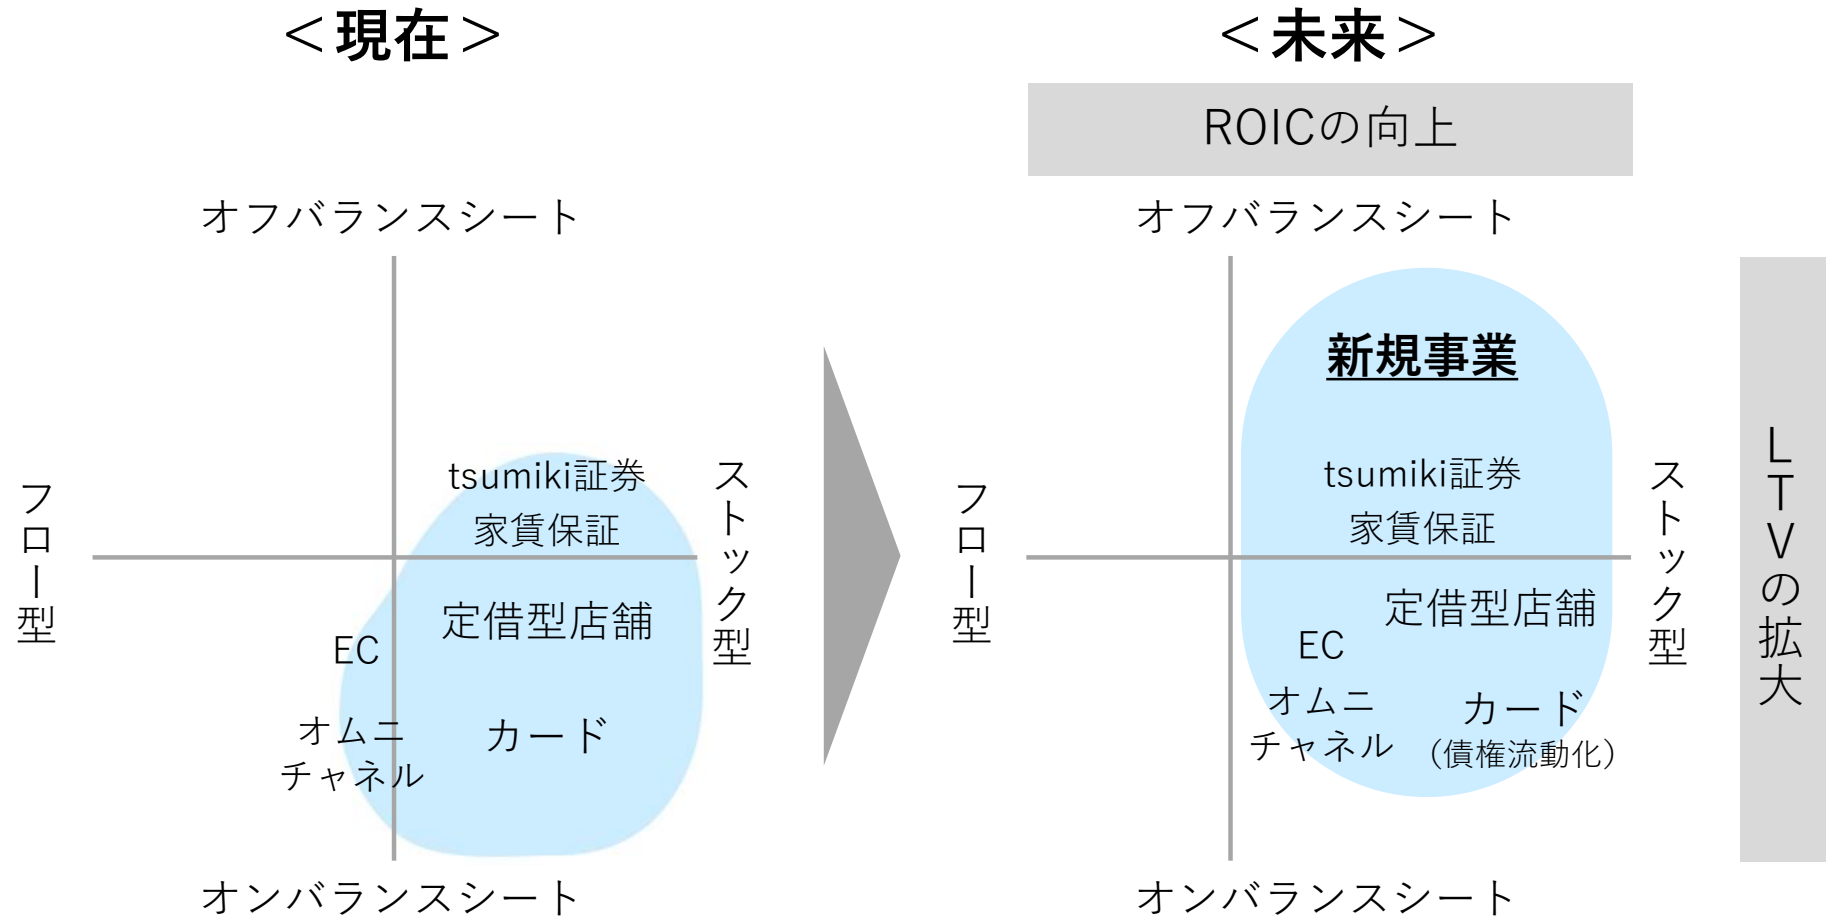 ＜現在＞
オフバランスシート
フロー型
ストック型
tsumiki証券
家賃保証
定借型店舗
EC
オムニ
チャネル
カード
オンバランスシート
＜未来＞
ROICの向上
オフバランスシート
フロー型
ストック型
新規事業
tsumiki証券
家賃保証
定借型店舗
EC
オムニ
チャネル
カード
（債権流動化）
オンバランスシート
LTVの拡大